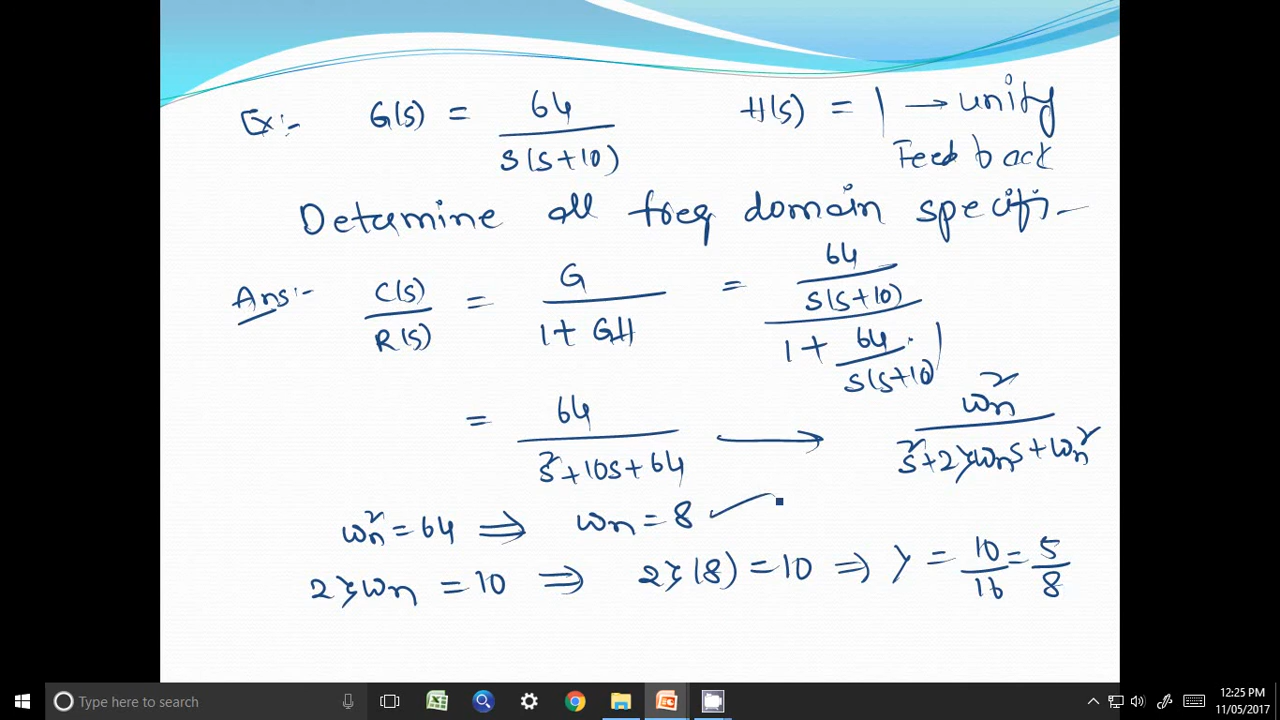 Ex:- G(s) = 64 / s(s+10) H(s) = 1 → unity Feed back
Determine all freq domain specifi-
Ans:- C(s) / R(s) = G / 1 + GH = 64 / s(s+10) / 1 + 64 / s(s+10) . 1
= 64 / s²+10s+64 → ωn² / s²+2ζωns+ωn²
ωn² = 64 ⇒ ωn = 8 ✓
2ζωn = 10 ⇒ 2ζ(8) = 10 ⇒ ζ = 10/16 = 5/8
Type here to search
12:25 PM
11/05/2017